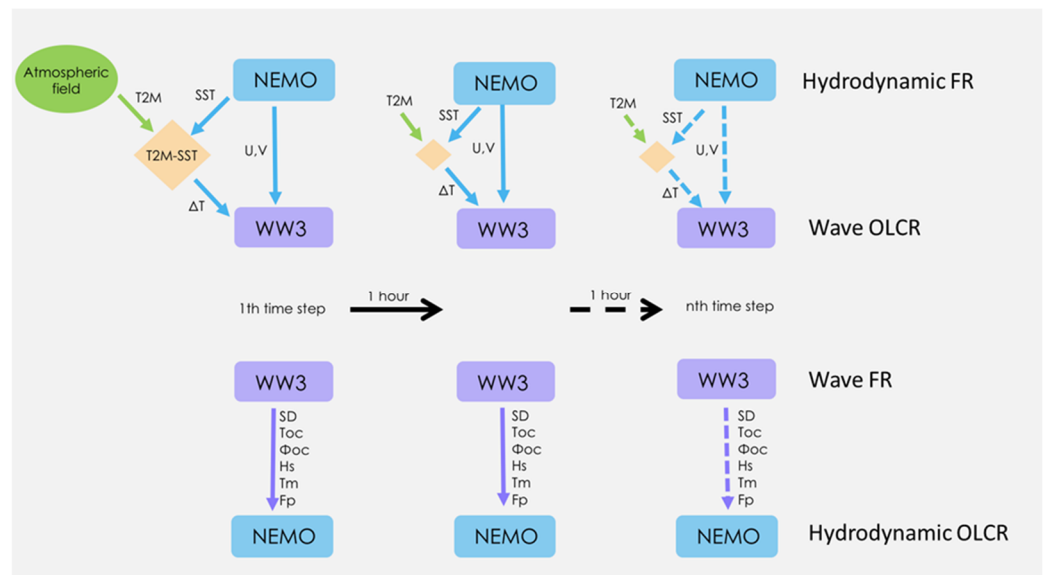 Atmospheric
field
T2M
SST
NEMO
T2M-SST
U,V
ΔT
WW3
T2M
SST
NEMO
U,V
ΔT
WW3
T2M
SST
NEMO
U,V
ΔT
WW3
Hydrodynamic FR
Wave OLCR
1th time step
1 hour
1 hour
nth time step
WW3
SD
Toc
Φoc
Hs
Tm
Fp
NEMO
WW3
SD
Toc
Φoc
Hs
Tm
Fp
NEMO
WW3
SD
Toc
Φoc
Hs
Tm
Fp
NEMO
Wave FR
Hydrodynamic OLCR